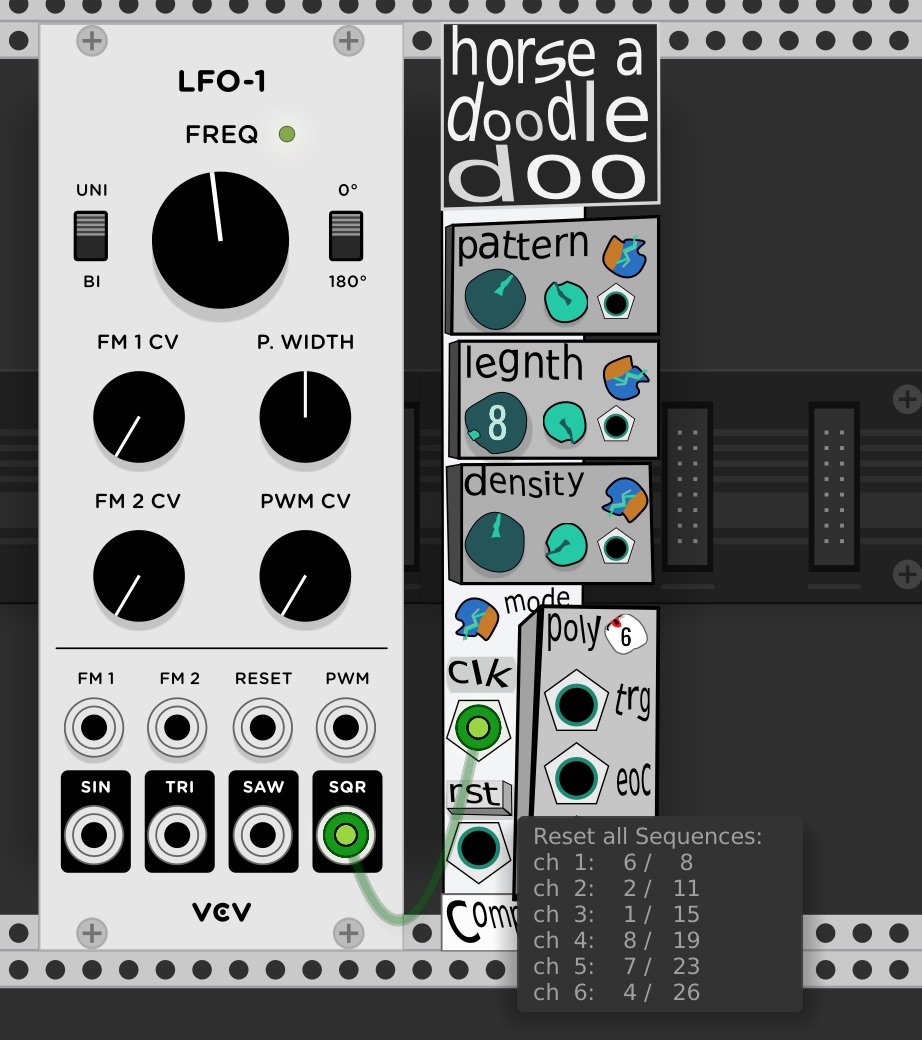 LFO-1
FREQ
UNI
0°
BI
180°
FM 1 CV
P. WIDTH
FM 2 CV
PWM CV
FM 1
FM 2
RESET
PWM
SIN
TRI
SAW
SQR
VCV
horse a
doodle
doo
pattern
legnth
8
density
mode
poly
6
clk
trg
eoc
rst
Reset all Sequences:
ch 1: 6 / 8
ch 2: 2 / 11
ch 3: 1 / 15
ch 4: 8 / 19
ch 5: 7 / 23
ch 6: 4 / 26